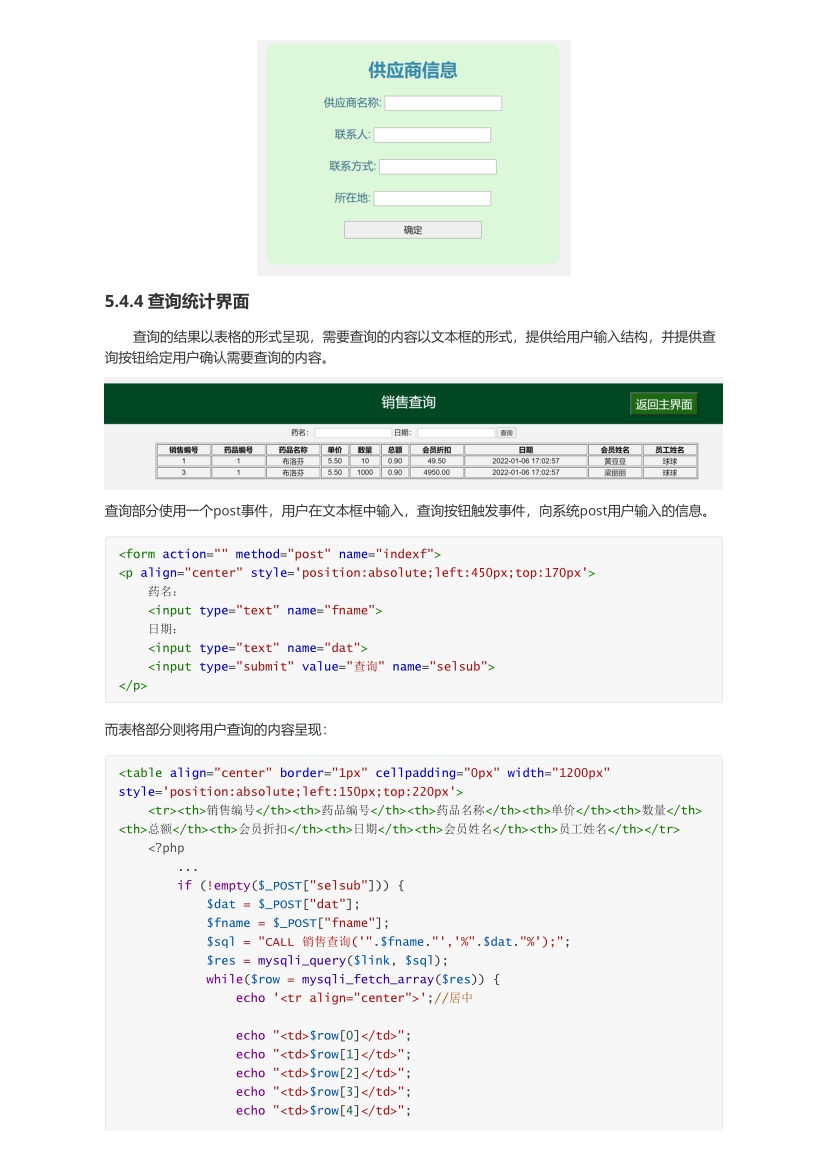 供应商信息
供应商名称:
联系人:
联系方式:
所在地:
确定
5.4.4 查询统计界面
查询的结果以表格的形式呈现，需要查询的内容以文本框的形式，提供给用户输入结构，并提供查
询按钮给定用户确认需要查询的内容。
销售查询
返回主界面
药名: 日期: 查询
销售编号 药品编号 药品名称 单价 数量 总额 会员折扣 日期 会员姓名 员工姓名
1 1 布洛芬 5.50 10 0.90 49.50 2022-01-06 17:02:57 黄豆豆 球球
3 1 布洛芬 5.50 1000 0.90 4950.00 2022-01-06 17:02:57 梁丽丽 球球
查询部分使用一个post事件，用户在文本框中输入，查询按钮触发事件，向系统post用户输入的信息。
<form action="" method="post" name="indexf">
<p align="center" style='position:absolute;left:450px;top:170px'>
药名:
<input type="text" name="fname">
日期:
<input type="text" name="dat">
<input type="submit" value="查询" name="selsub">
</p>
而表格部分则将用户查询的内容呈现：
<table align="center" border="1px" cellpadding="0px" width="1200px"
style='position:absolute;left:150px;top:220px'>
<tr><th>销售编号</th><th>药品编号</th><th>药品名称</th><th>单价</th><th>数量</th>
<th>总额</th><th>会员折扣</th><th>日期</th><th>会员姓名</th><th>员工姓名</th></tr>
<?php
...
if (!empty($_POST["selsub"])) {
$dat = $_POST["dat"];
$fname = $_POST["fname"];
$sql = "CALL 销售查询('".$fname."','%".$dat."%');";
$res = mysqli_query($link, $sql);
while($row = mysqli_fetch_array($res)) {
echo '<tr align="center">';//居中
echo "<td>$row[0]</td>";
echo "<td>$row[1]</td>";
echo "<td>$row[2]</td>";
echo "<td>$row[3]</td>";
echo "<td>$row[4]</td>";